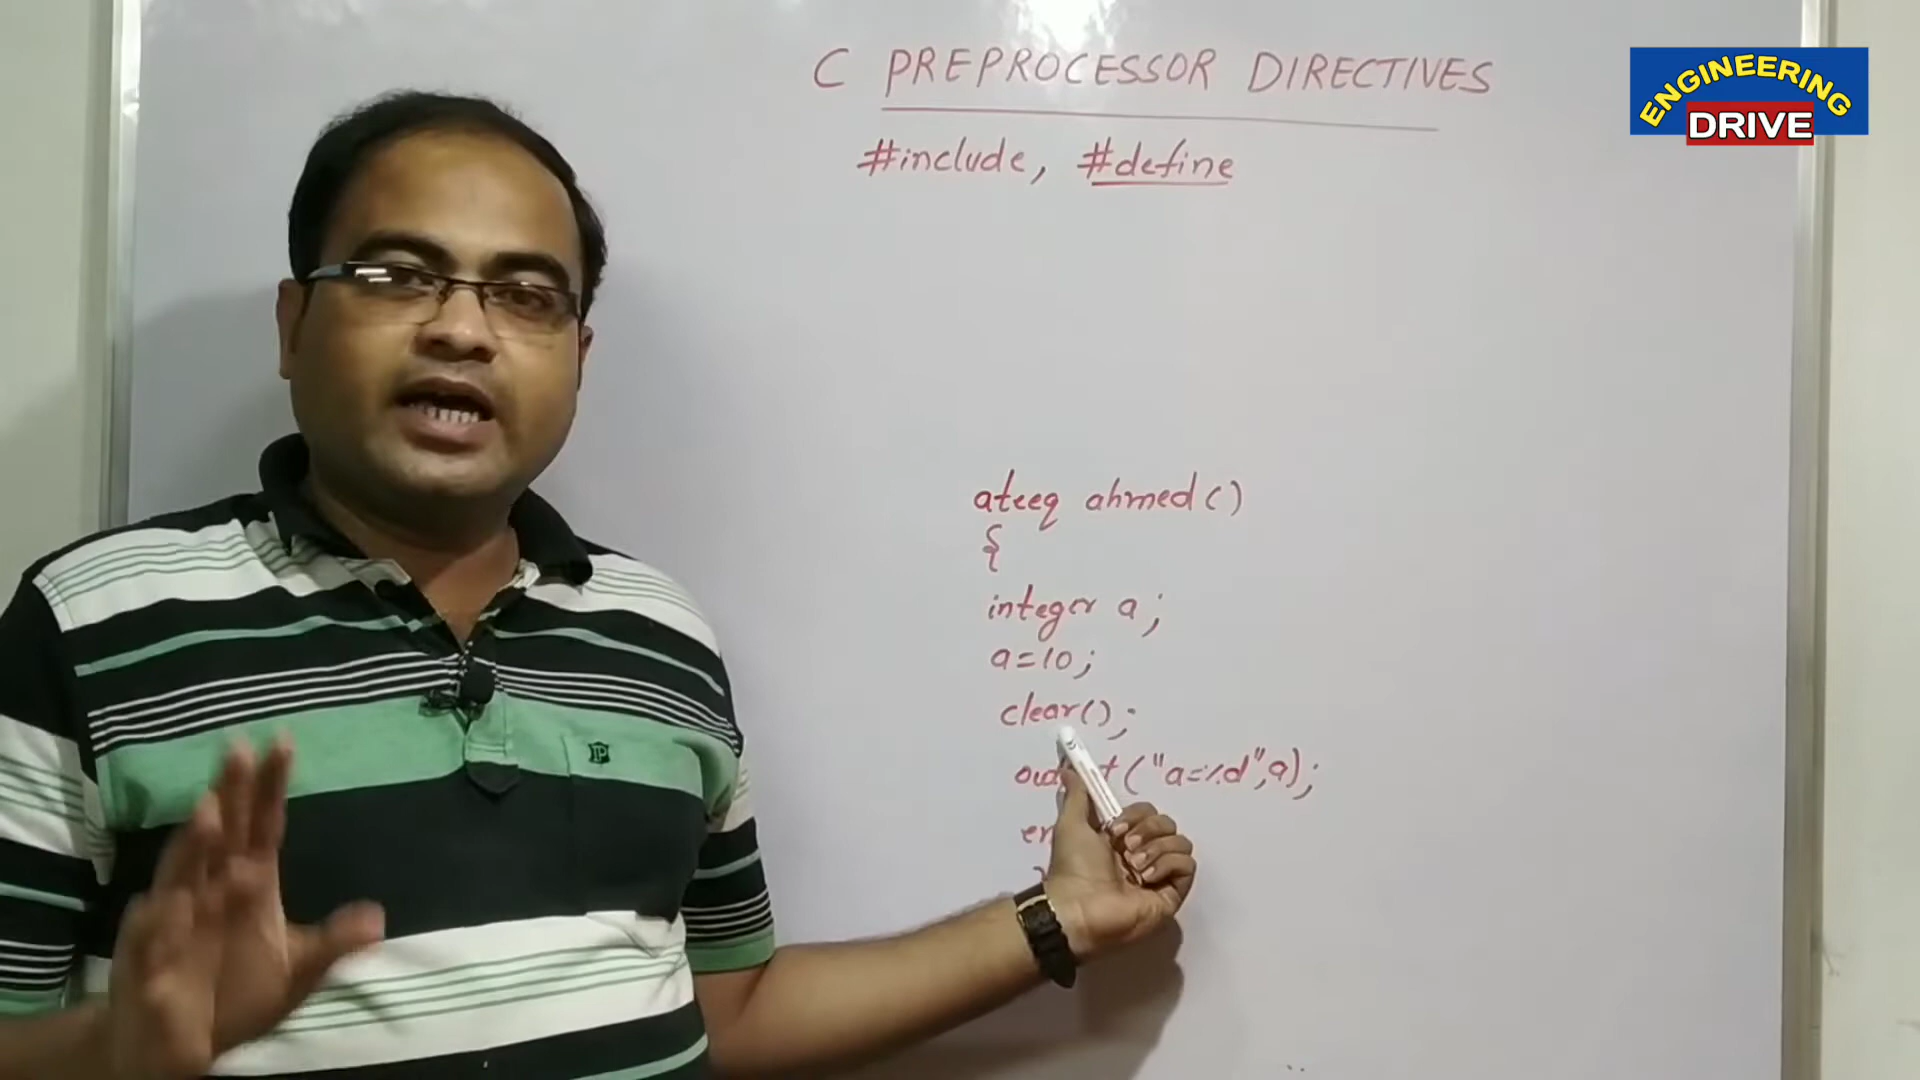 C PREPROCESSOR DIRECTIVES
#include, #define
ENGINEERING
DRIVE
ateeq ahmed()
{
integer a;
a=10;
clear();
("a=%d",a);